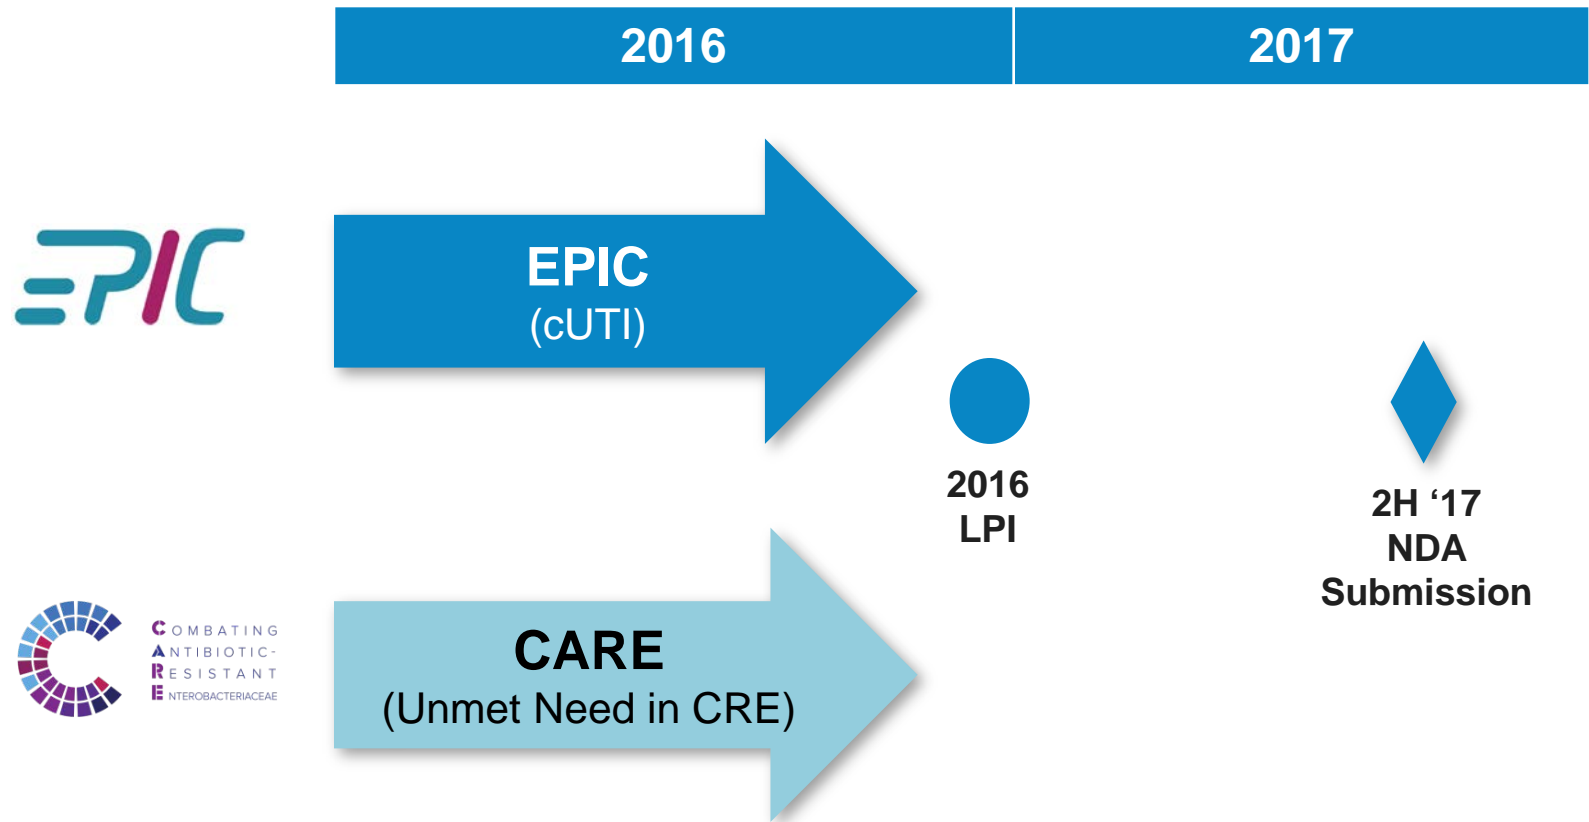 2016
2017
EPIC
EPIC
(cUTI)
2016
LPI
2H ‘17
NDA
Submission
COMBATING
ANTIBIOTIC-
RESISTANT
ENTEROBACTERIACEAE
CARE
(Unmet Need in CRE)